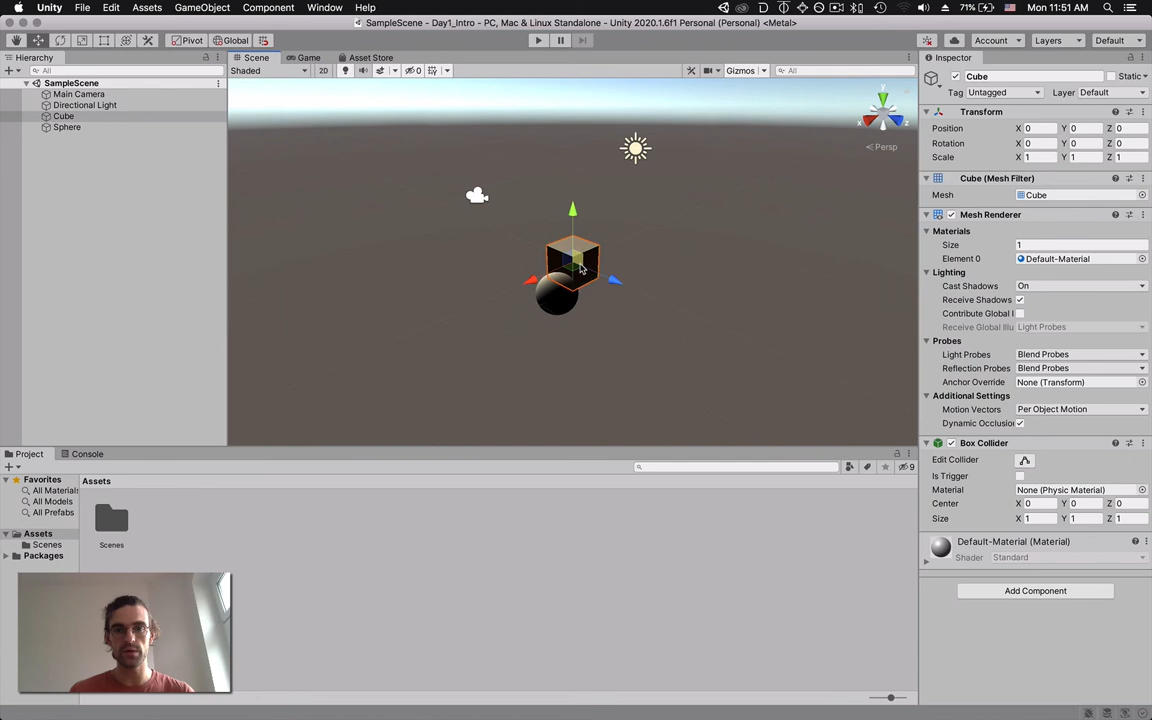 Unity File Edit Assets GameObject Component Window Help 71% Mon 11:51 AM
SampleScene - Day1_Intro - PC, Mac & Linux Standalone - Unity 2020.1.6f1 Personal (Personal) <Metal>
Pivot Global Account Layers Default
Hierarchy
All
SampleScene
Main Camera
Directional Light
Cube
Sphere
Scene Game Asset Store
Shaded 2D 0 Gizmos All
y
x z
Persp
Inspector
Cube Static
Tag Untagged Layer Default
Transform
Position X 0 Y 0 Z 0
Rotation X 0 Y 0 Z 0
Scale X 1 Y 1 Z 1
Cube (Mesh Filter)
Mesh Cube
Mesh Renderer
Materials
Size 1
Element 0 Default-Material
Lighting
Cast Shadows On
Receive Shadows
Contribute Global I
Receive Global Illu Light Probes
Probes
Light Probes Blend Probes
Reflection Probes Blend Probes
Anchor Override None (Transform)
Additional Settings
Motion Vectors Per Object Motion
Dynamic Occlusion
Box Collider
Edit Collider
Is Trigger
Material None (Physic Material)
Center X 0 Y 0 Z 0
Size X 1 Y 1 Z 1
Default-Material (Material)
Shader Standard
Add Component
Project Console
9
Favorites
All Materials
All Models
All Prefabs
Assets
Scenes
Packages
Assets
Scenes